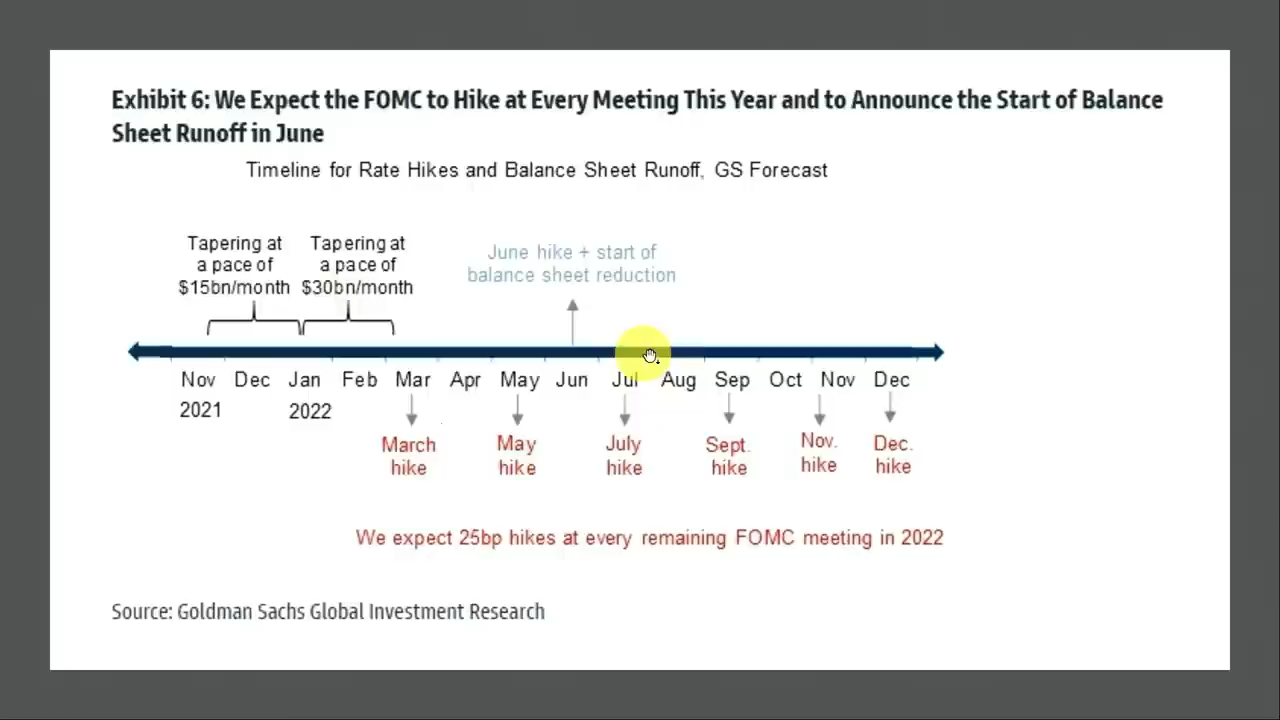 Exhibit 6: We Expect the FOMC to Hike at Every Meeting This Year and to Announce the Start of Balance
Sheet Runoff in June
Timeline for Rate Hikes and Balance Sheet Runoff, GS Forecast
Tapering at
a pace of
$15bn/month
Tapering at
a pace of
$30bn/month
June hike + start of
balance sheet reduction
Nov Dec Jan Feb Mar Apr May Jun Jul Aug Sep Oct Nov Dec
2021 2022
March
hike
May
hike
July
hike
Sept.
hike
Nov.
hike
Dec.
hike
We expect 25bp hikes at every remaining FOMC meeting in 2022
Source: Goldman Sachs Global Investment Research